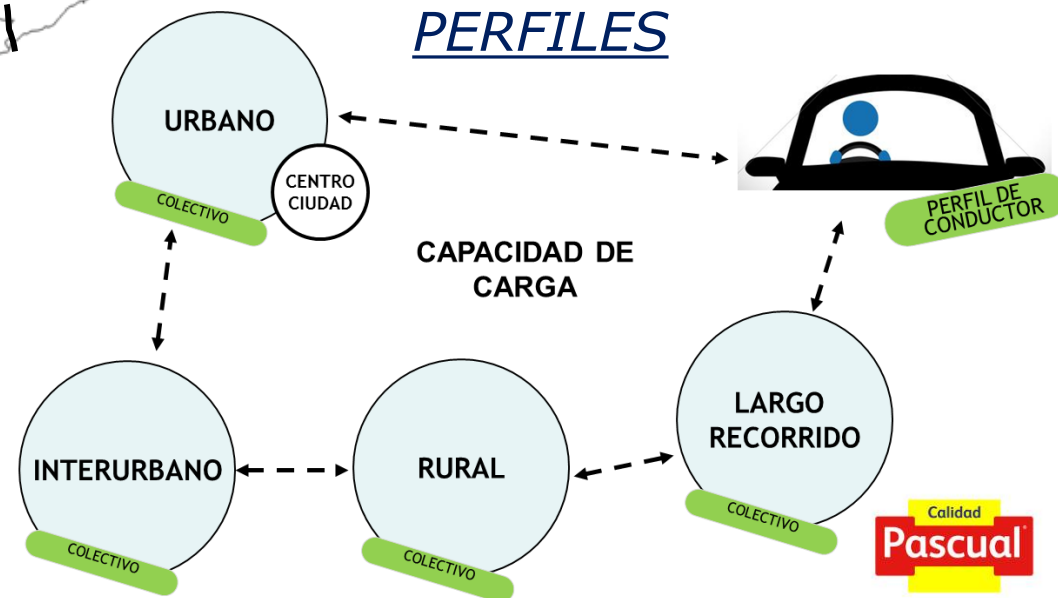 PERFILES
URBANO
CENTRO
CIUDAD
COLECTIVO
PERFIL DE
CONDUCTOR
CAPACIDAD DE
CARGA
INTERURBANO
COLECTIVO
RURAL
COLECTIVO
LARGO
RECORRIDO
COLECTIVO
Calidad
Pascual